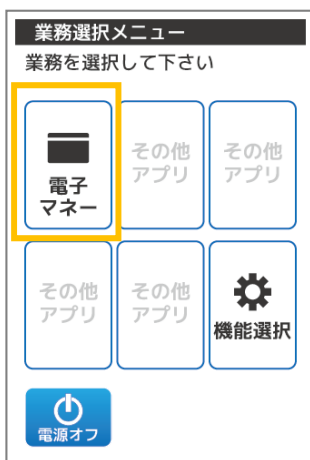 業務選択メニュー
業務を選択して下さい
電子
マネー
その他
アプリ
その他
アプリ
その他
アプリ
その他
アプリ
機能選択
電源オフ